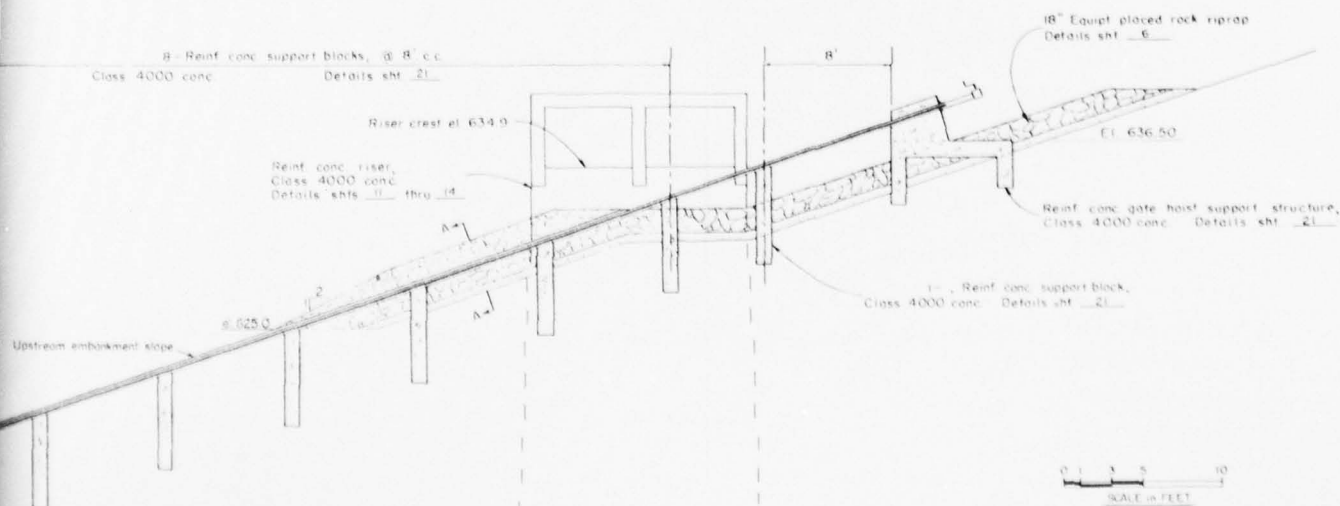 18" Equipt placed rock riprap
Details sht 6
8 - Reinf conc support blocks, @ 8' c.c.
Class 4000 conc Details sht 21
8'
Riser crest el 634.9
El. 636.50
Reinf. conc riser,
Class 4000 conc
Details shts 11 thru 14
Reinf conc gate hoist support structure,
Class 4000 conc Details sht 21
A
1 - , Reinf conc support block,
Class 4000 conc Details sht 21
2
A
el 625.0
Upstream embankment slope
0 1 3 5 10
SCALE in FEET